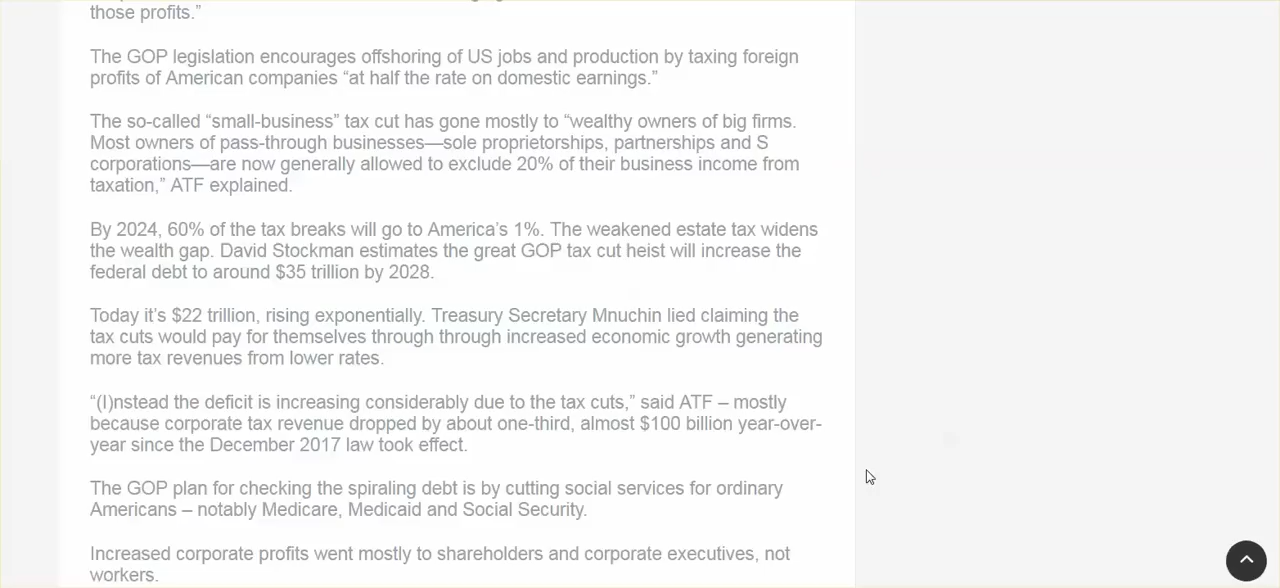 those profits.”
The GOP legislation encourages offshoring of US jobs and production by taxing foreign
profits of American companies “at half the rate on domestic earnings.”
The so-called “small-business” tax cut has gone mostly to “wealthy owners of big firms.
Most owners of pass-through businesses—sole proprietorships, partnerships and S
corporations—are now generally allowed to exclude 20% of their business income from
taxation,” ATF explained.
By 2024, 60% of the tax breaks will go to America’s 1%. The weakened estate tax widens
the wealth gap. David Stockman estimates the great GOP tax cut heist will increase the
federal debt to around $35 trillion by 2028.
Today it’s $22 trillion, rising exponentially. Treasury Secretary Mnuchin lied claiming the
tax cuts would pay for themselves through through increased economic growth generating
more tax revenues from lower rates.
“(I)nstead the deficit is increasing considerably due to the tax cuts,” said ATF – mostly
because corporate tax revenue dropped by about one-third, almost $100 billion year-over-
year since the December 2017 law took effect.
The GOP plan for checking the spiraling debt is by cutting social services for ordinary
Americans – notably Medicare, Medicaid and Social Security.
Increased corporate profits went mostly to shareholders and corporate executives, not
workers.